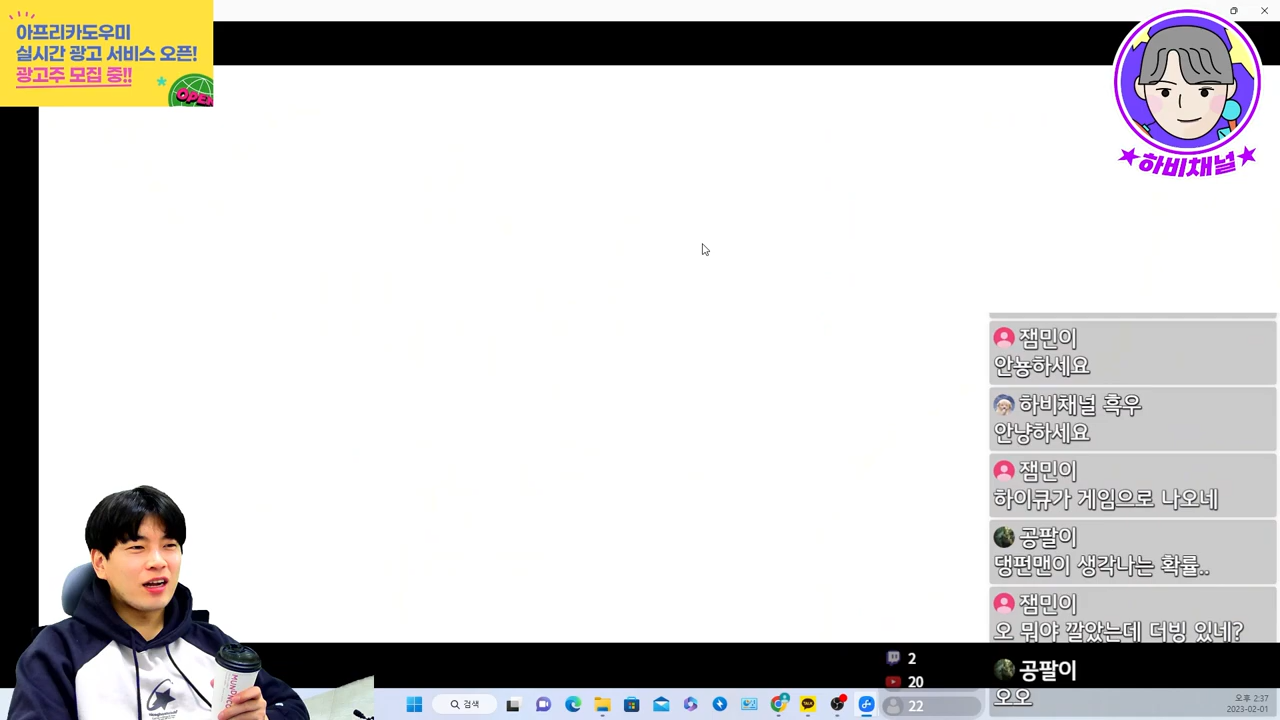 아프리카도우미
실시간 광고 서비스 오픈!
광고주 모집 중!!
OPEN
하비채널
잼민이
안뇽하세요
하비채널 흑우
안냥하세요
잼민이
하이큐가 게임으로 나오네
공팔이
댕편맨이 생각나는 확률..
잼민이
오 뭐야 깔았는데 더빙 있네?
공팔이
오오
2
20
22
검색
TALK
오후 2:37
2023-02-01